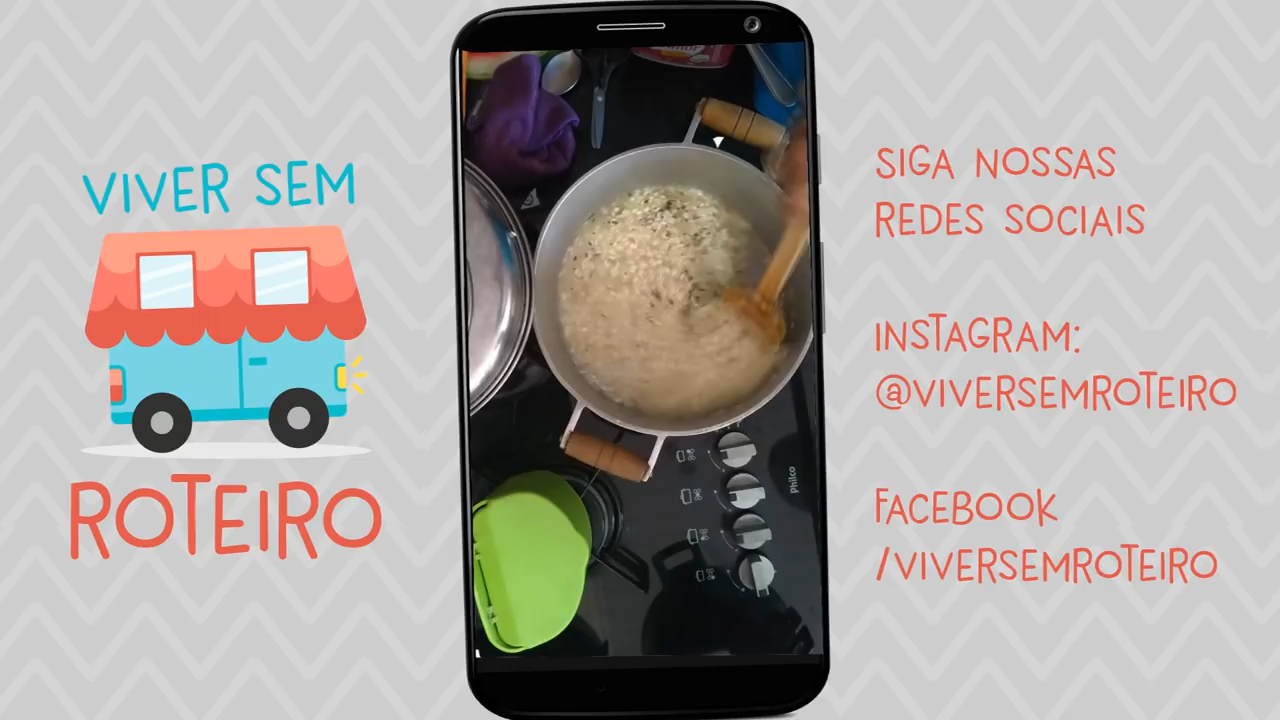 VIVER SEM
ROTEIRO
Philco
SIGA NOSSAS
REDES SOCIAIS
INSTAGRAM:
@VIVERSEMROTEIRO
FACEBOOK
/VIVERSEMROTEIRO